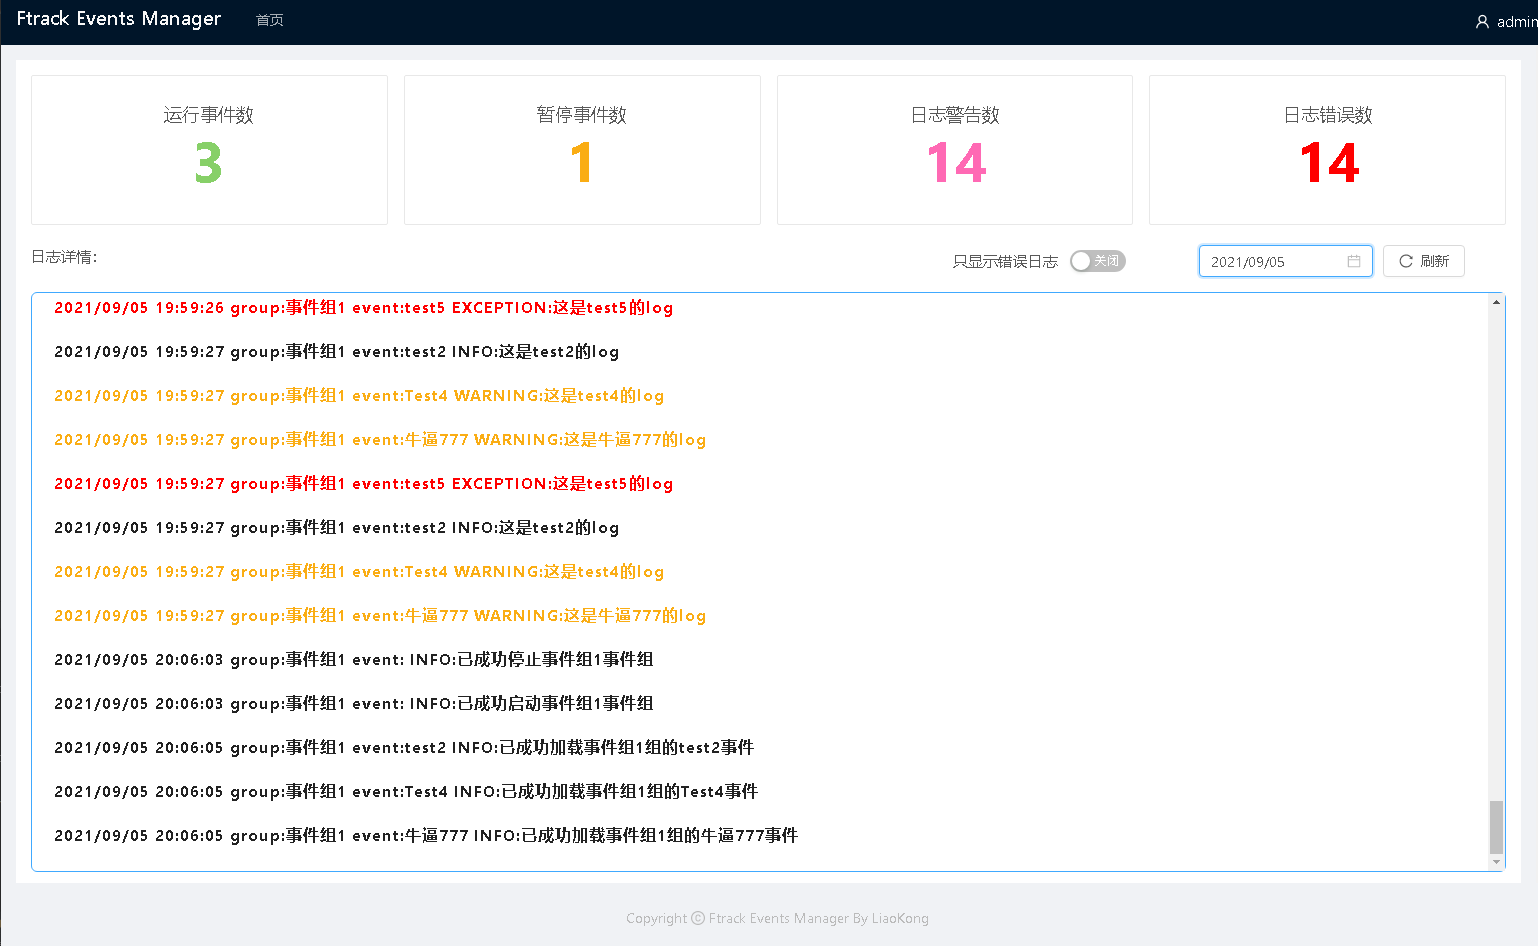 Ftrack Events Manager 首页 admin
运行事件数 暂停事件数 日志警告数 日志错误数
3 1 14 14
日志详情: 只显示错误日志 关闭 2021/09/05 刷新
2021/09/05 19:59:26 group:事件组1 event:test5 EXCEPTION:这是test5的log
2021/09/05 19:59:27 group:事件组1 event:test2 INFO:这是test2的log
2021/09/05 19:59:27 group:事件组1 event:Test4 WARNING:这是test4的log
2021/09/05 19:59:27 group:事件组1 event:牛逼777 WARNING:这是牛逼777的log
2021/09/05 19:59:27 group:事件组1 event:test5 EXCEPTION:这是test5的log
2021/09/05 19:59:27 group:事件组1 event:test2 INFO:这是test2的log
2021/09/05 19:59:27 group:事件组1 event:Test4 WARNING:这是test4的log
2021/09/05 19:59:27 group:事件组1 event:牛逼777 WARNING:这是牛逼777的log
2021/09/05 20:06:03 group:事件组1 event: INFO:已成功停止事件组1事件组
2021/09/05 20:06:03 group:事件组1 event: INFO:已成功启动事件组1事件组
2021/09/05 20:06:05 group:事件组1 event:test2 INFO:已成功加载事件组1组的test2事件
2021/09/05 20:06:05 group:事件组1 event:Test4 INFO:已成功加载事件组1组的Test4事件
2021/09/05 20:06:05 group:事件组1 event:牛逼777 INFO:已成功加载事件组1组的牛逼777事件
Copyright © Ftrack Events Manager By LiaoKong